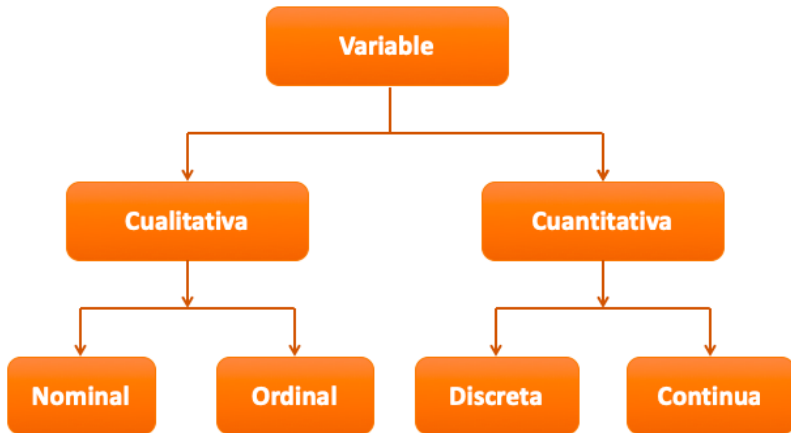 Variable
Cualitativa
Cuantitativa
Nominal
Ordinal
Discreta
Continua